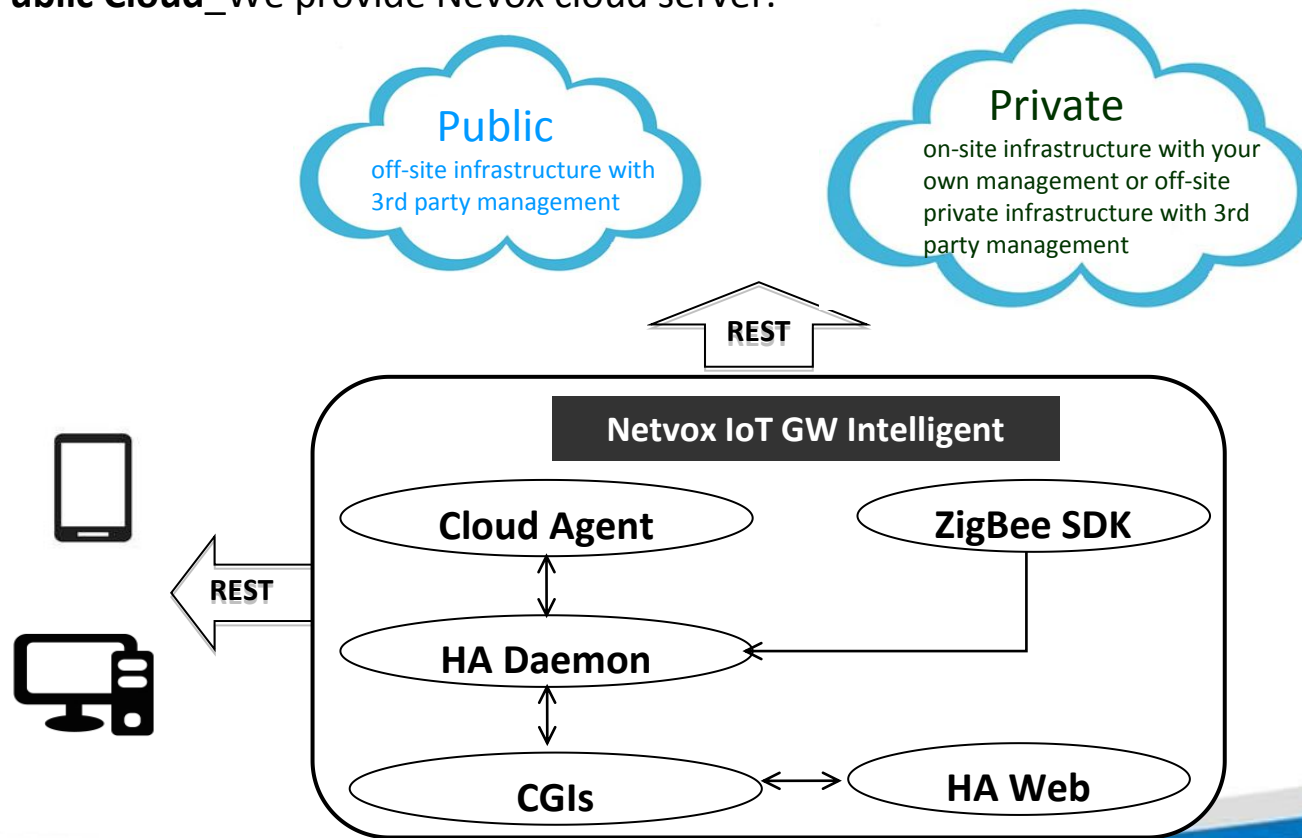 ublic Cloud_We provide Nevox cloud server.
Public
off-site infrastructure with
3rd party management
Private
on-site infrastructure with your
own management or off-site
private infrastructure with 3rd
party management
REST
Netvox IoT GW Intelligent
Cloud Agent
ZigBee SDK
REST
HA Daemon
CGIs
HA Web